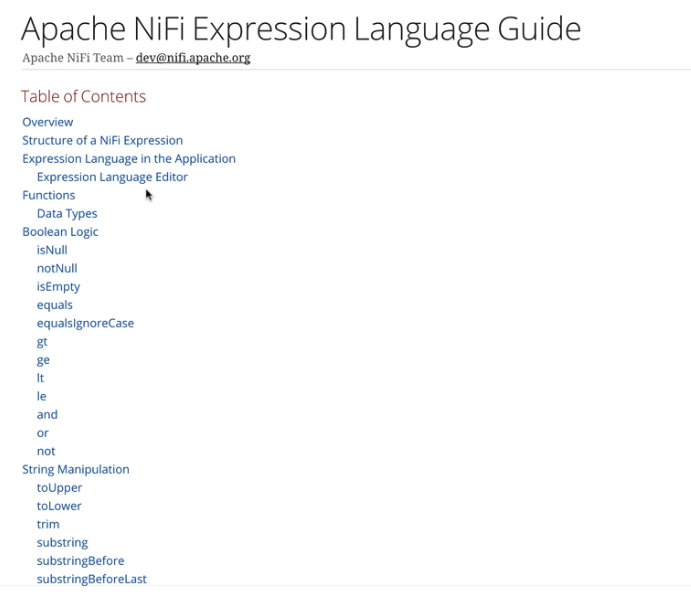 Apache NiFi Expression Language Guide
Apache NiFi Team – dev@nifi.apache.org
Table of Contents
Overview
Structure of a NiFi Expression
Expression Language in the Application
Expression Language Editor
Functions
Data Types
Boolean Logic
isNull
notNull
isEmpty
equals
equalsIgnoreCase
gt
ge
lt
le
and
or
not
String Manipulation
toUpper
toLower
trim
substring
substringBefore
substringBeforeLast